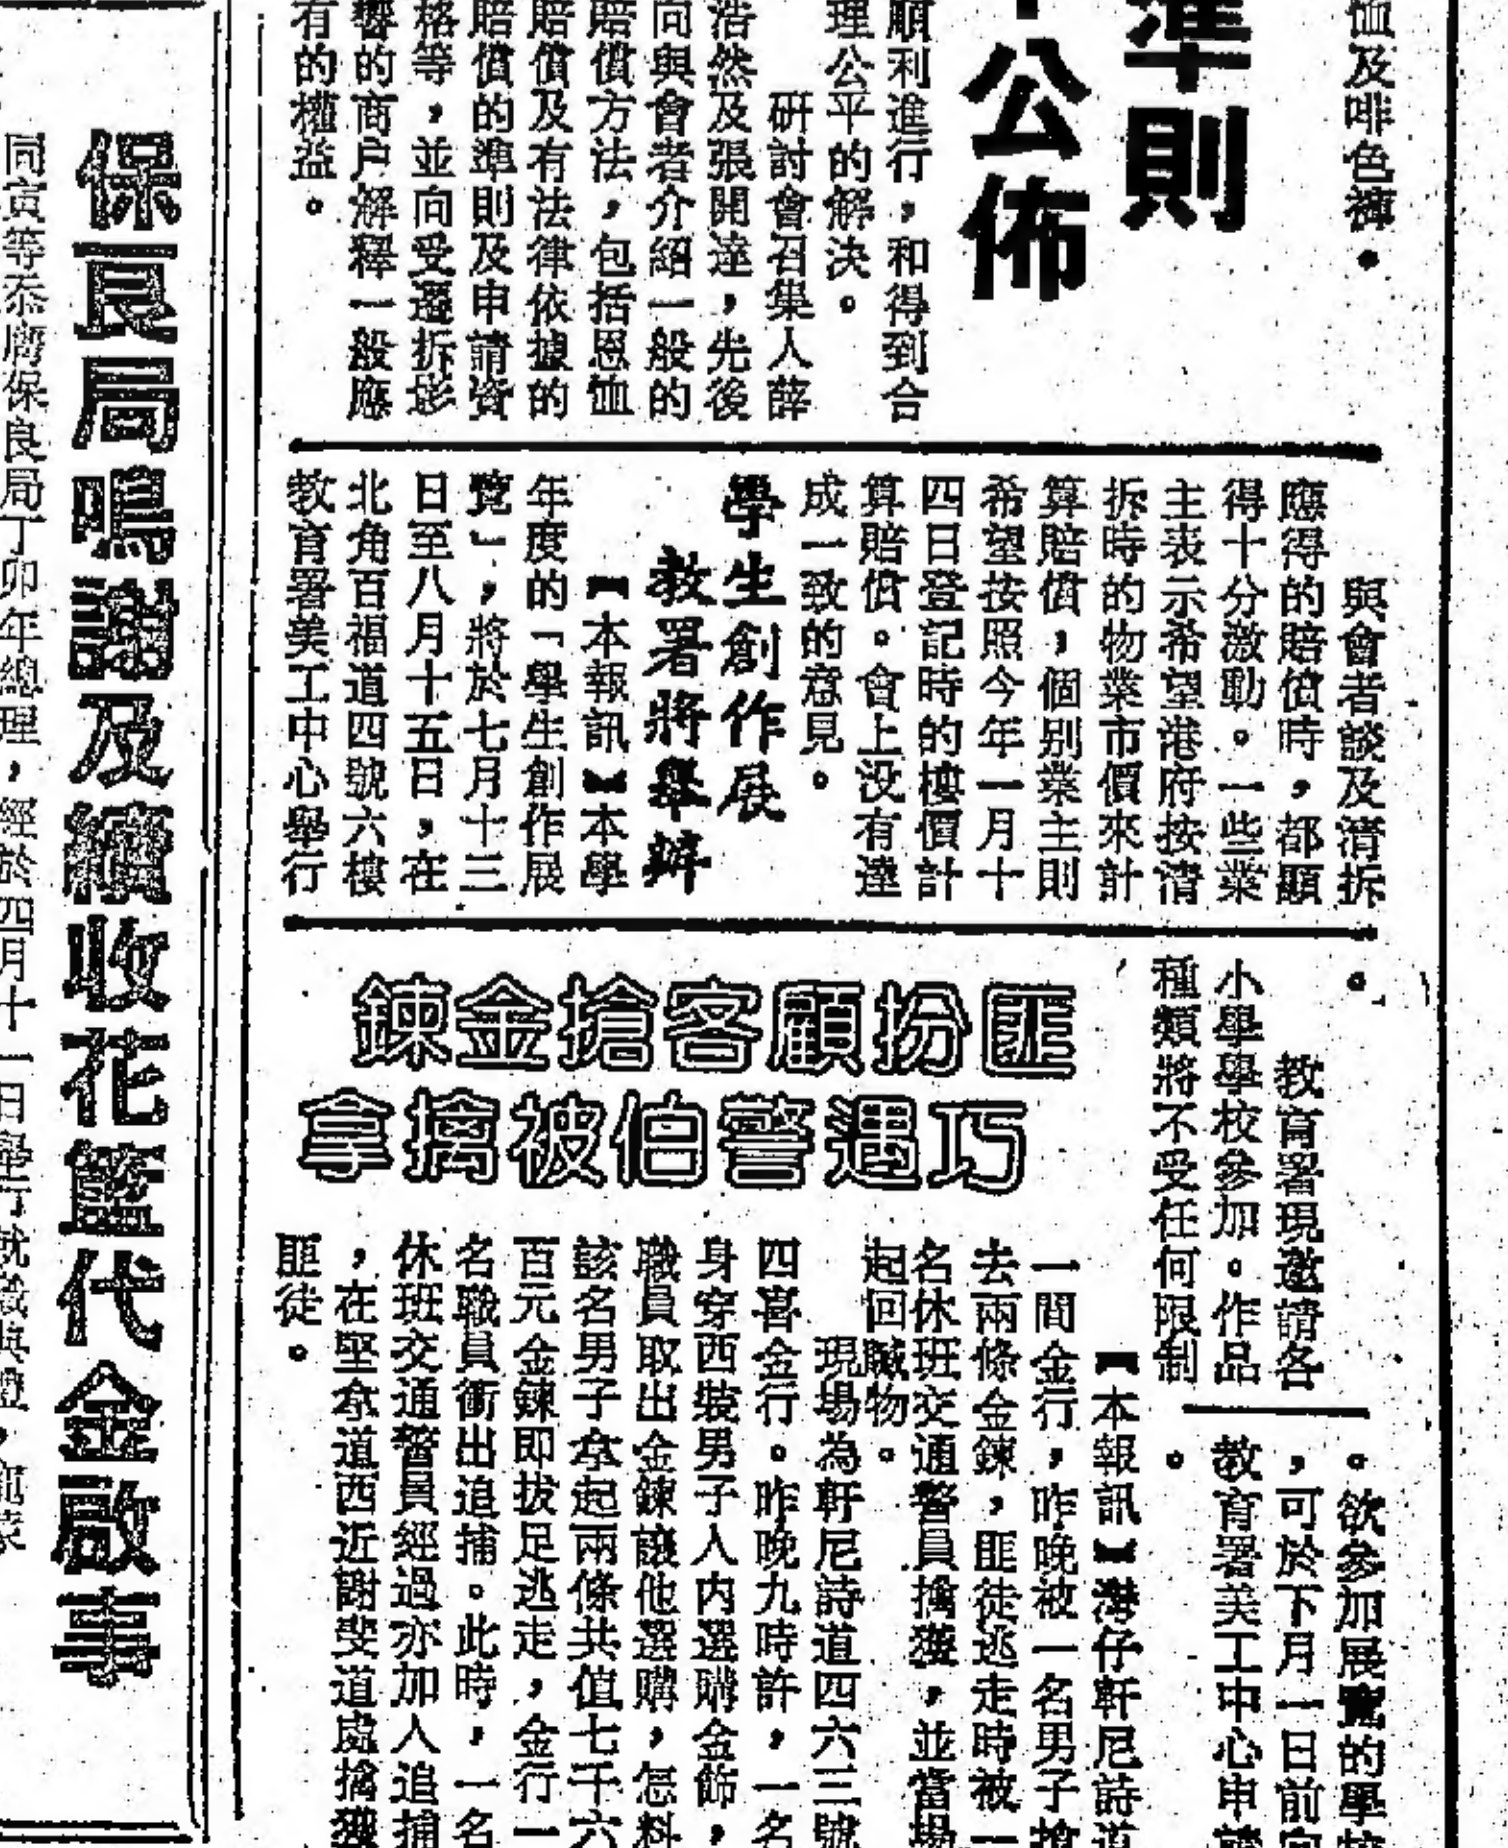 恤及啡色褲。
準則
公佈
順利進行，和得到合
理公平的解決。
研討會召集人薛
浩然及張開達，先後
向與會者介紹一般的
賠償方法，包括恩恤
賠償及有法律依據的
賠償的準則及申請資
格等，並向受遷拆影
響的商户解釋一般應
有的權益。
與會者談及清拆
應得的賠償時，都顯
得十分激動。一些業
主表示希望港府按清
拆時的物業市價來計
算賠償，個別業主則
希望按照今年一月十
四日登記時的樓價計
算賠償。會上没有達
成一致的意見。
學生創作展
教署將舉辦
【本報訊】本學
年度的「學生創作展
覽」，將於七月十三
日至八月十五日，在
北角百福道四號六樓
教育署美工中心舉行
。
教育署現邀請各
小學學校參加。作品
種類將不受任何限制
。欲參加展覽的學
，可於下月一日前向
教育署美工中心申請
。
匪扮顧客搶金鍊
巧遇警伯被擒拿
【本報訊】灣仔軒尼詩道
一間金行，昨晚被一名男子搶
去兩條金鍊，匪徒逃走時被一
名休班交通警員擒獲，並當場
起回贓物。
現場為軒尼詩道四六三號
四喜金行。昨晚九時許，一名
身穿西裝男子入内選購金飾，
職員取出金鍊讓他選購，怎料
該名男子拿起兩條共值七千六
百元金鍊即拔足逃走，金行一
名職員衝出追捕。此時，一名
休班交通警員經過亦加入追捕
，在堅拿道西近謝斐道處擒獲
匪徒。
保良局鳴謝及續收花籃代金啟事
同寅等忝膺保良局丁卯年總理，經於四月十一日舉行就